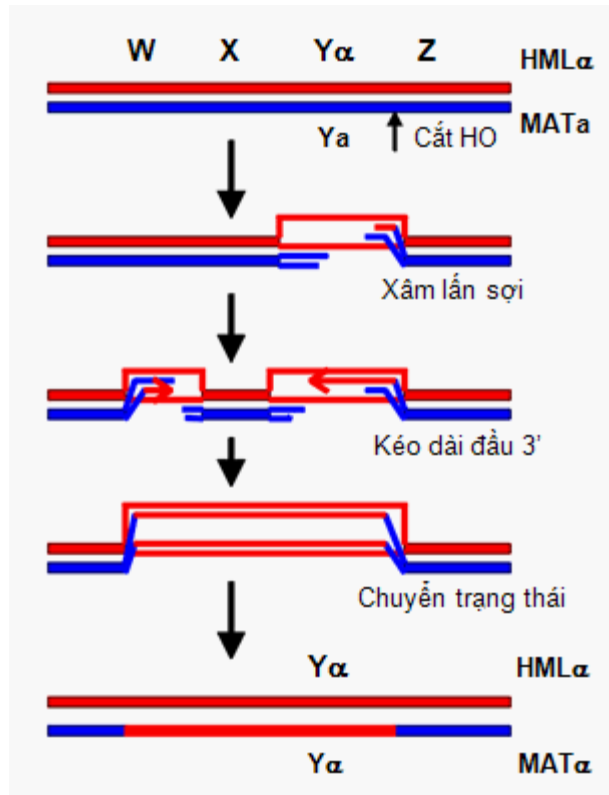 W X Yα Z HMLα
Ya Cắt HO MATa
Xâm lấn sợi
Kéo dài đầu 3'
Chuyển trạng thái
Yα HMLα
Yα MATα